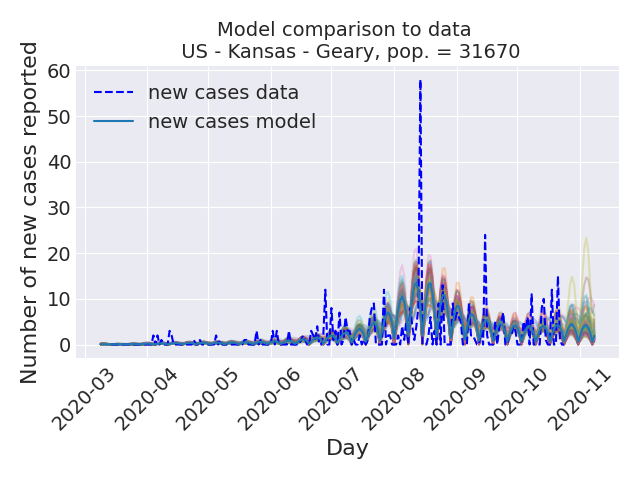 Model comparison to data
US - Kansas - Geary, pop. = 31670
Number of new cases reported
60
50
40
30
20
10
0
new cases data
new cases model
2020-03
2020-04
2020-05
2020-06
2020-07
2020-08
2020-09
2020-10
2020-11
Day